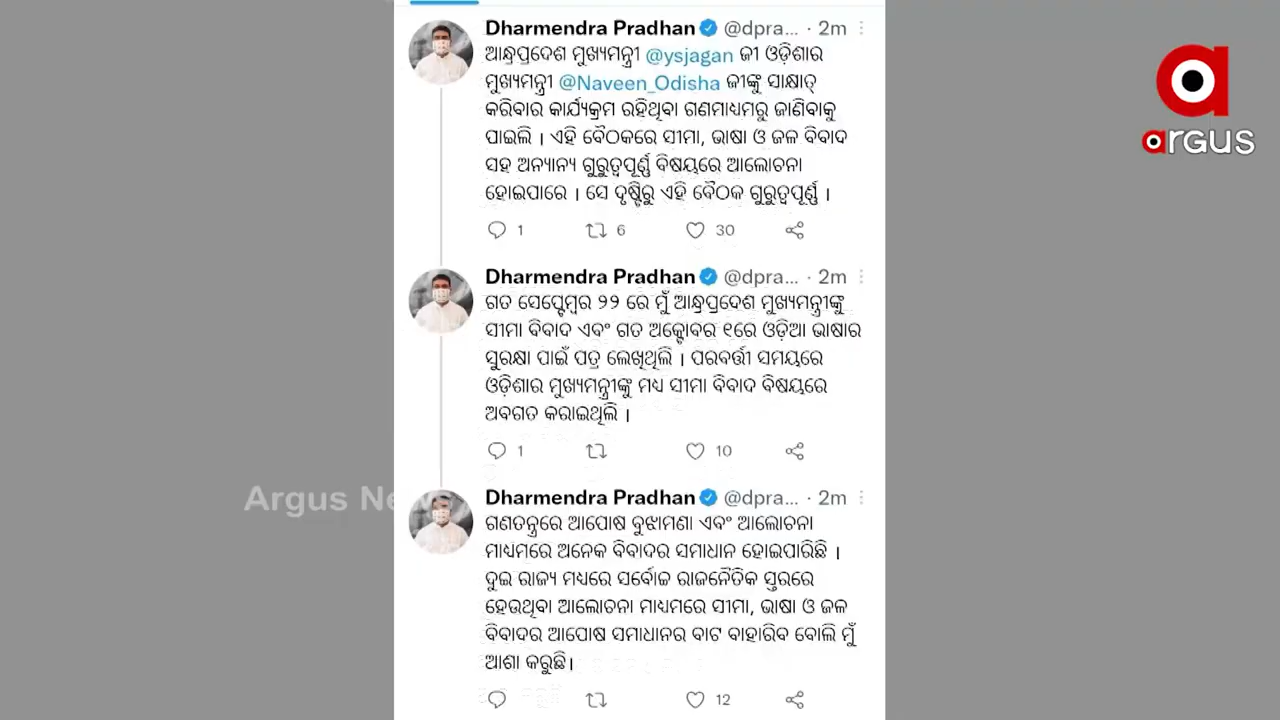 Dharmendra Pradhan @dpra... · 2m
ଆନ୍ଧ୍ରପ୍ରଦେଶ ମୁଖ୍ୟମନ୍ତ୍ରୀ @ysjagan ଜୀ ଓଡ଼ିଶାର
ମୁଖ୍ୟମନ୍ତ୍ରୀ @Naveen_Odisha ଜୀଙ୍କୁ ସାକ୍ଷାତ୍
କରିବାର କାର୍ଯ୍ୟକ୍ରମ ରହିଥିବା ଗଣମାଧ୍ୟମରୁ ଜାଣିବାକୁ
ପାଇଲି । ଏହି ବୈଠକରେ ସୀମା, ଭାଷା ଓ ଜଳ ବିବାଦ
ସହ ଅନ୍ୟାନ୍ୟ ଗୁରୁତ୍ୱପୂର୍ଣ୍ଣ ବିଷୟରେ ଆଲୋଚନା
ହୋଇପାରେ । ସେ ଦୃଷ୍ଟିରୁ ଏହି ବୈଠକ ଗୁରୁତ୍ୱପୂର୍ଣ୍ଣ ।
1 6 30
Dharmendra Pradhan @dpra... · 2m
ଗତ ସେପ୍ଟେମ୍ବର ୨୨ ରେ ମୁଁ ଆନ୍ଧ୍ରପ୍ରଦେଶ ମୁଖ୍ୟମନ୍ତ୍ରୀଙ୍କୁ
ସୀମା ବିବାଦ ଏବଂ ଗତ ଅକ୍ଟୋବର ୧ରେ ଓଡ଼ିଆ ଭାଷାର
ସୁରକ୍ଷା ପାଇଁ ପତ୍ର ଲେଖିଥିଲି । ପରବର୍ତ୍ତୀ ସମୟରେ
ଓଡ଼ିଶାର ମୁଖ୍ୟମନ୍ତ୍ରୀଙ୍କୁ ମଧ୍ୟ ସୀମା ବିବାଦ ବିଷୟରେ
ଅବଗତ କରାଇଥିଲି ।
1 10
Dharmendra Pradhan @dpra... · 2m
ଗଣତନ୍ତ୍ରରେ ଆପୋଷ ବୁଝାମଣା ଏବଂ ଆଲୋଚନା
ମାଧ୍ୟମରେ ଅନେକ ବିବାଦର ସମାଧାନ ହୋଇପାରିଛି ।
ଦୁଇ ରାଜ୍ୟ ମଧ୍ୟରେ ସର୍ବୋଚ୍ଚ ରାଜନୈତିକ ସ୍ତରରେ
ହେଉଥିବା ଆଲୋଚନା ମାଧ୍ୟମରେ ସୀମା, ଭାଷା ଓ ଜଳ
ବିବାଦର ଆପୋଷ ସମାଧାନର ବାଟ ବାହାରିବ ବୋଲି ମୁଁ
ଆଶା କରୁଛି।
12
argus
Argus News